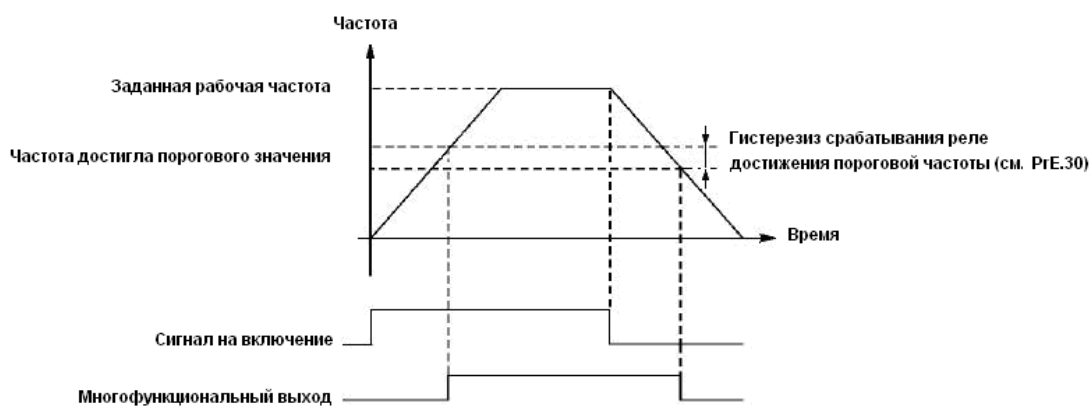 Частота
Заданная рабочая частота
Гистерезиз срабатывания реле
Частота достигла порогового значения
достижения пороговой частоты (см. PrE.30)
Время
Сигнал на включение
Многофункциональный выход